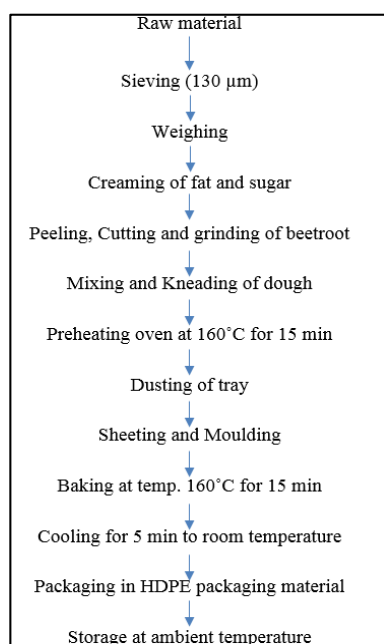 Raw material
Sieving (130 µm)
Weighing
Creaming of fat and sugar
Peeling, Cutting and grinding of beetroot
Mixing and Kneading of dough
Preheating oven at 160˚C for 15 min
Dusting of tray
Sheeting and Moulding
Baking at temp. 160˚C for 15 min
Cooling for 5 min to room temperature
Packaging in HDPE packaging material
Storage at ambient temperature